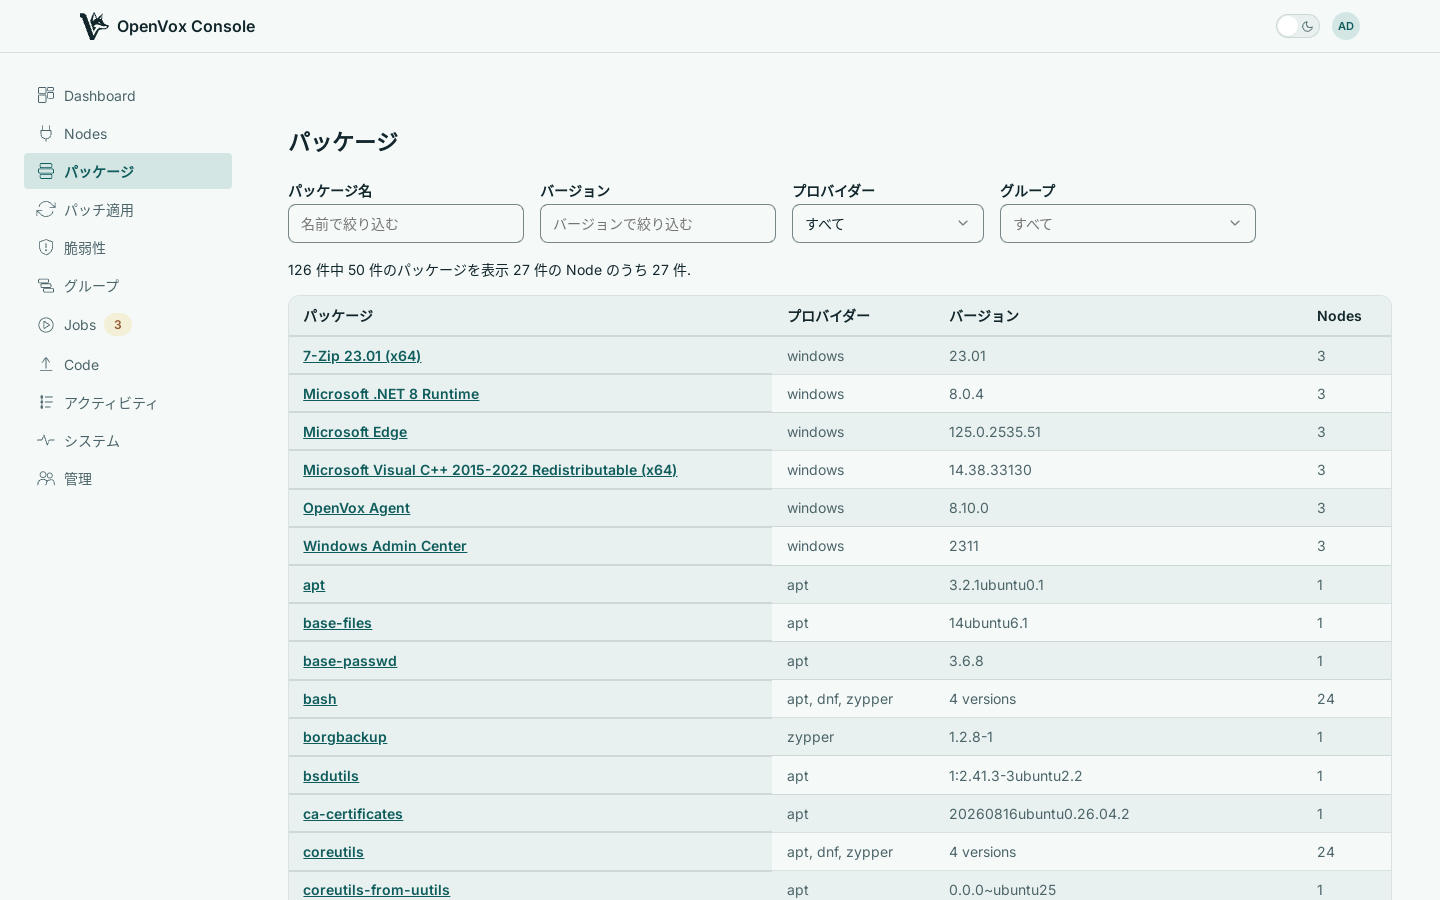 OpenVox Console
AD
Dashboard
Nodes
パッケージ
パッチ適用
脆弱性
グループ
Jobs 3
Code
アクティビティ
システム
管理
パッケージ
パッケージ名 バージョン プロバイダー グループ
名前で絞り込む バージョンで絞り込む すべて すべて
126 件中 50 件のパッケージを表示 27 件の Node のうち 27 件.
パッケージ プロバイダー バージョン Nodes
7-Zip 23.01 (x64) windows 23.01 3
Microsoft .NET 8 Runtime windows 8.0.4 3
Microsoft Edge windows 125.0.2535.51 3
Microsoft Visual C++ 2015-2022 Redistributable (x64) windows 14.38.33130 3
OpenVox Agent windows 8.10.0 3
Windows Admin Center windows 2311 3
apt apt 3.2.1ubuntu0.1 1
base-files apt 14ubuntu6.1 1
base-passwd apt 3.6.8 1
bash apt, dnf, zypper 4 versions 24
borgbackup zypper 1.2.8-1 1
bsdutils apt 1:2.41.3-3ubuntu2.2 1
ca-certificates apt 20260816ubuntu0.26.04.2 1
coreutils apt, dnf, zypper 4 versions 24
coreutils-from-uutils apt 0.0.0~ubuntu25 1